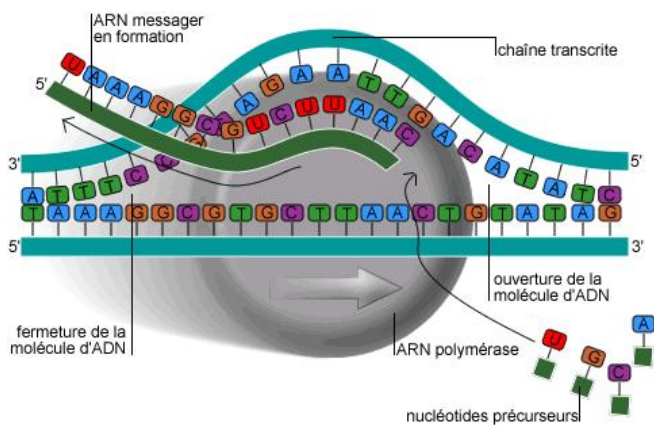 ARN messager
en formation
chaîne transcrite
5'
U A A A G G C
A G A A T T G A C A T A T C
G U C U U A A C
3'
A T T T C C
5'
T A A A G G C G T G C T T A A C T G T A T A G
5'
3'
fermeture de la
molécule d'ADN
ouverture de la
molécule d'ADN
ARN polymérase
U G C A
nucléotides précurseurs